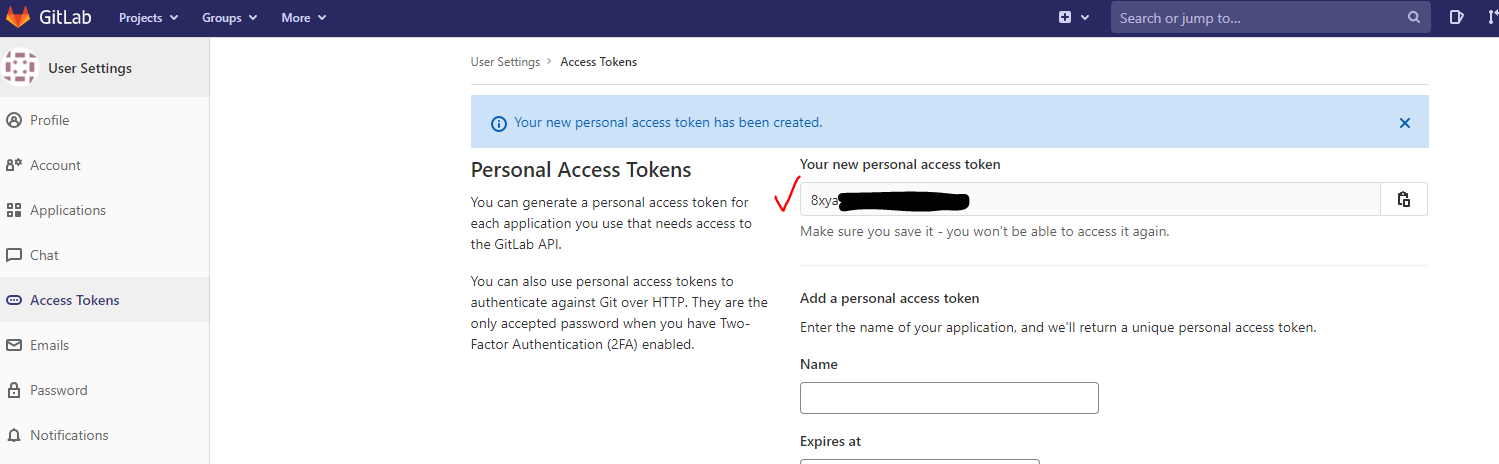 GitLab Projects Groups More Search or jump to...
User Settings
Profile
Account
Applications
Chat
Access Tokens
Emails
Password
Notifications
User Settings › Access Tokens
Your new personal access token has been created.
Personal Access Tokens
You can generate a personal access token for
each application you use that needs access to
the GitLab API.
You can also use personal access tokens to
authenticate against Git over HTTP. They are the
only accepted password when you have Two-
Factor Authentication (2FA) enabled.
Your new personal access token
8xya
Make sure you save it - you won't be able to access it again.
Add a personal access token
Enter the name of your application, and we'll return a unique personal access token.
Name
Expires at